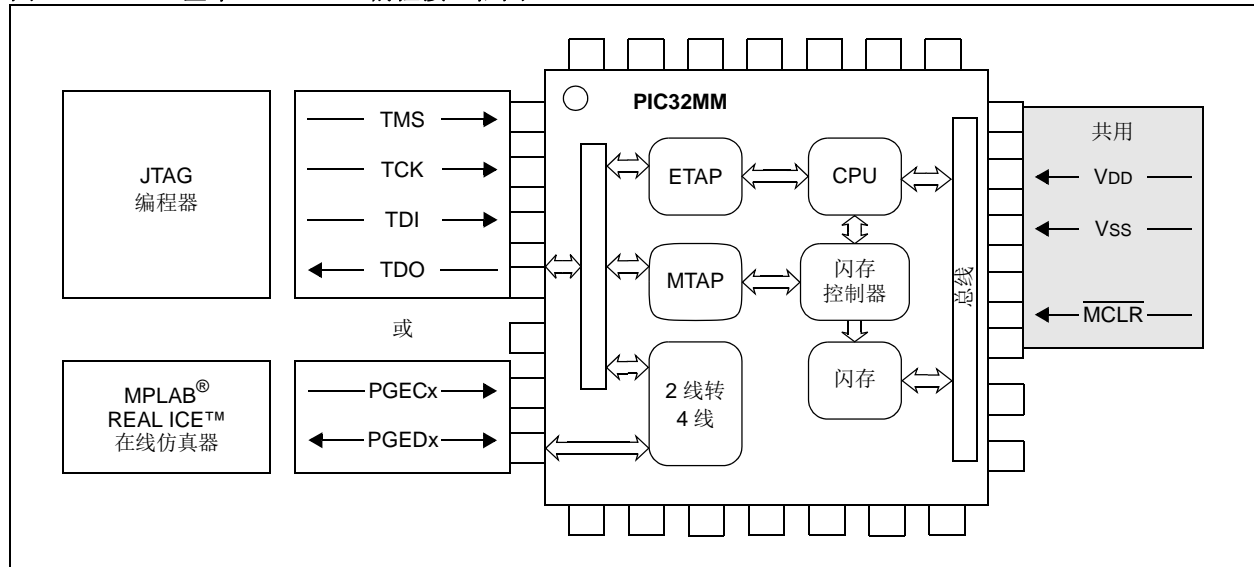 JTAG
编程器
TMS
TCK
TDI
TDO
或
MPLAB®
REAL ICE™
在线仿真器
PGECx
PGEDx
PIC32MM
ETAP
CPU
MTAP
闪存
控制器
2 线转
4 线
闪存
总线
共用
VDD
VSS
MCLR